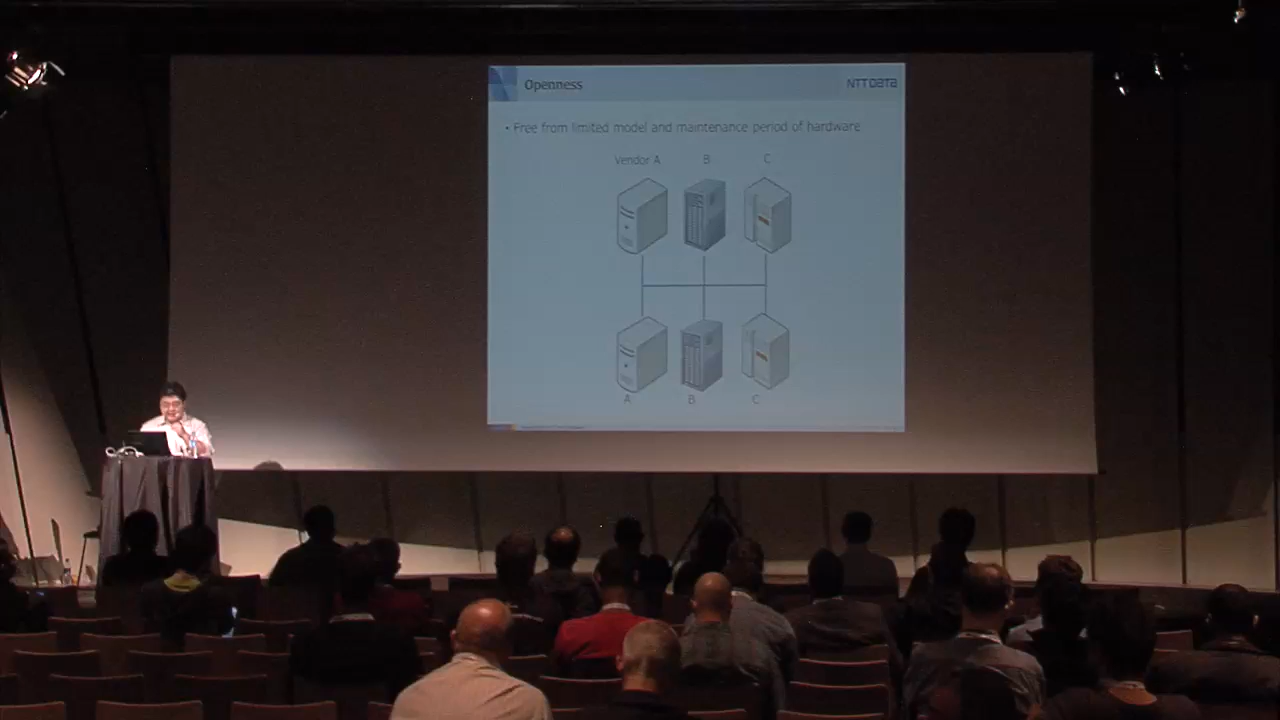 Openness
NTT DATA
• Free from limited model and maintenance period of hardware
Vendor A B C
A B C